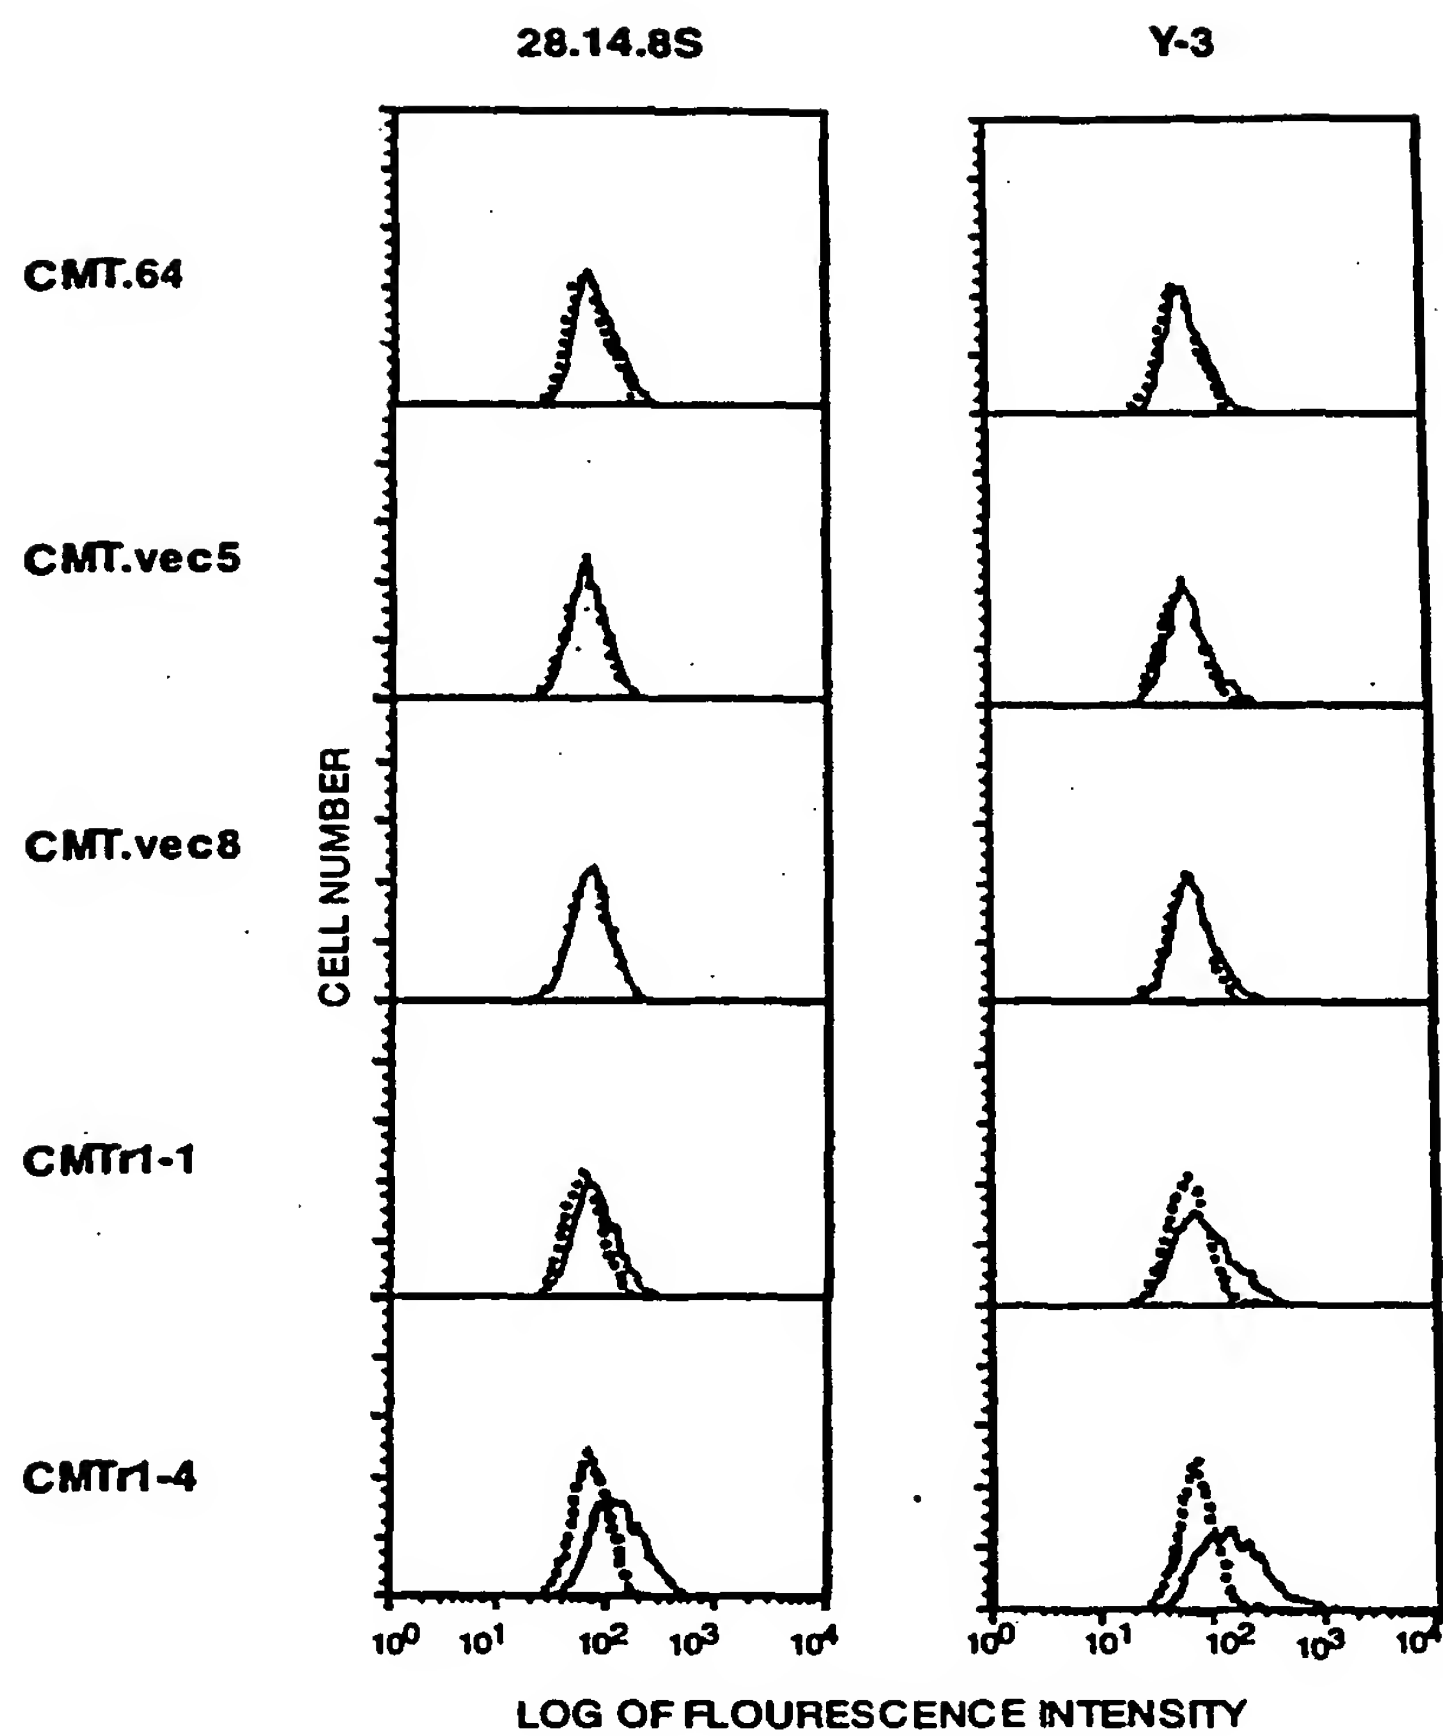 28.14.8S Y-3
CMT.64
CMT.vec5
CMT.vec8
CMTr1-1
CMTr1-4
CELL NUMBER
10⁰ 10¹ 10² 10³ 10⁴ 10⁰ 10¹ 10² 10³ 10⁴
LOG OF FLOURESCENCE INTENSITY